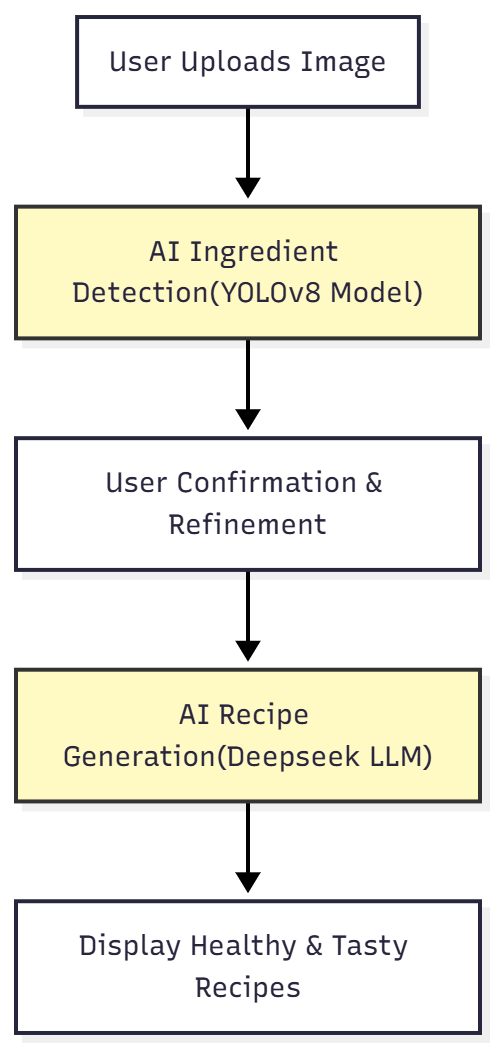 User Uploads Image
AI Ingredient
Detection(YOLOv8 Model)
User Confirmation &
Refinement
AI Recipe
Generation(Deepseek LLM)
Display Healthy & Tasty
Recipes